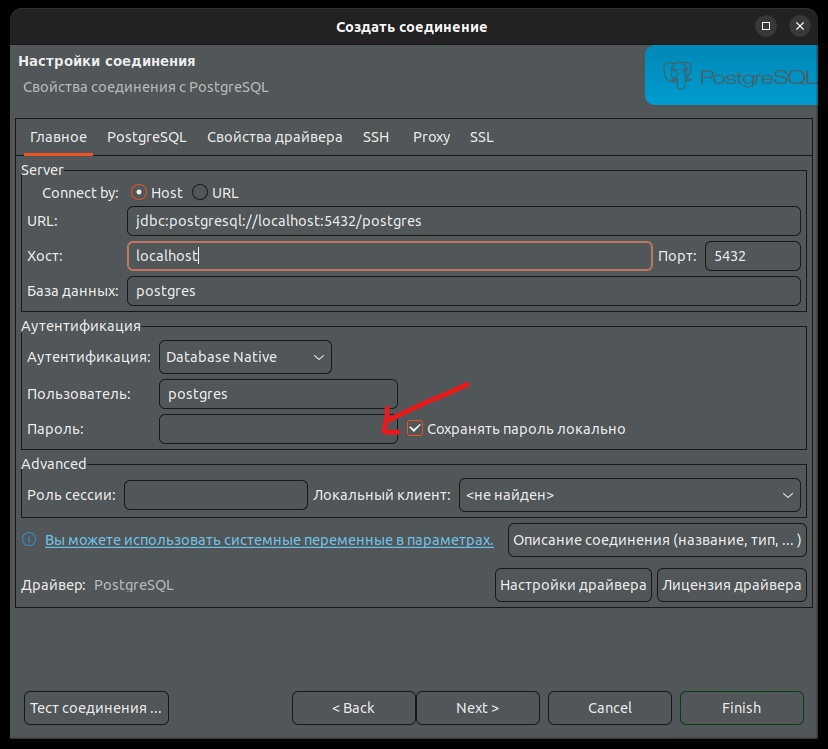 Создать соединение
Настройки соединения
Свойства соединения с PostgreSQL
PostgreSQL
Главное PostgreSQL Свойства драйвера SSH Proxy SSL
Server
Connect by: Host URL
URL: jdbc:postgresql://localhost:5432/postgres
Хост: localhost Порт: 5432
База данных: postgres
Аутентификация
Аутентификация: Database Native
Пользователь: postgres
Пароль: Сохранять пароль локально
Advanced
Роль сессии: Локальный клиент: <не найден>
Вы можете использовать системные переменные в параметрах. Описание соединения (название, тип, ... )
Драйвер: PostgreSQL Настройки драйвера Лицензия драйвера
Тест соединения ... < Back Next > Cancel Finish